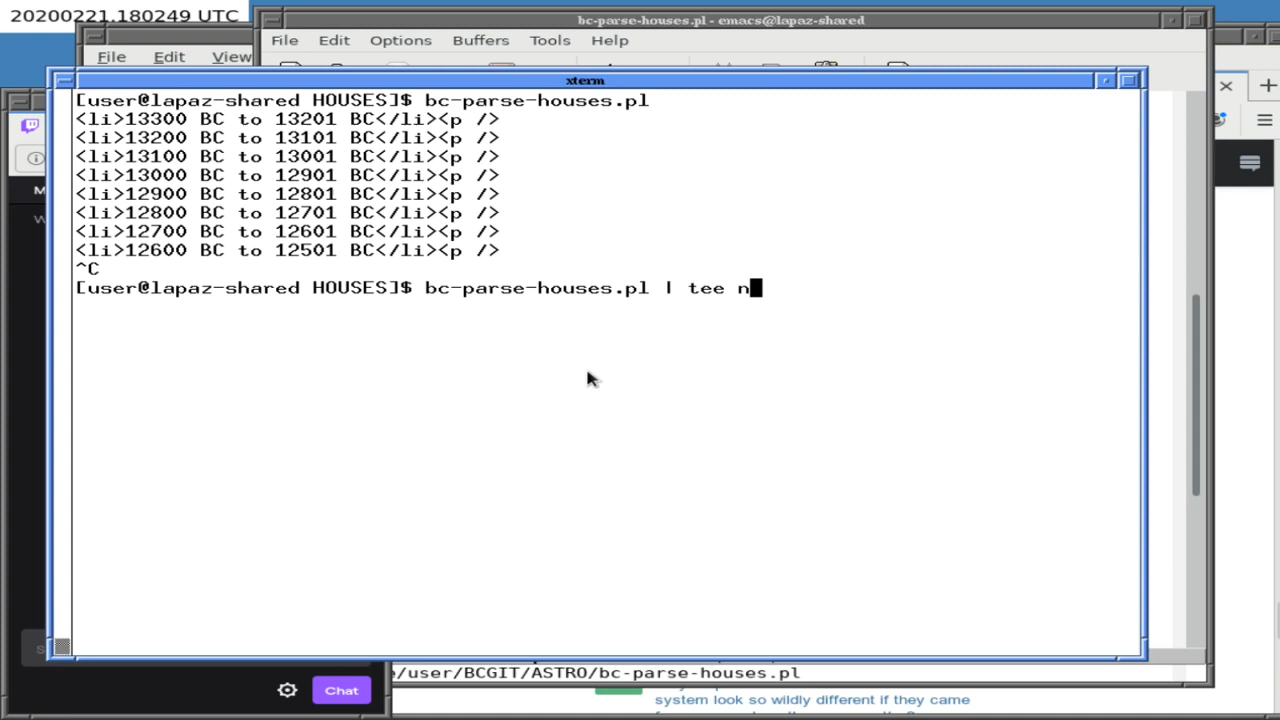 20200221.180249 UTC
bc-parse-houses.pl - emacs@lapaz-shared
File Edit Options Buffers Tools Help
File Edit View
xterm
[user@lapaz-shared HOUSES]$ bc-parse-houses.pl
<li>13300 BC to 13201 BC</li><p />
<li>13200 BC to 13101 BC</li><p />
<li>13100 BC to 13001 BC</li><p />
<li>13000 BC to 12901 BC</li><p />
<li>12900 BC to 12801 BC</li><p />
<li>12800 BC to 12701 BC</li><p />
<li>12700 BC to 12601 BC</li><p />
<li>12600 BC to 12501 BC</li><p />
^C
[user@lapaz-shared HOUSES]$ bc-parse-houses.pl | tee n
/user/BCGIT/ASTRO/bc-parse-houses.pl
Chat
system look so wildly different if they came